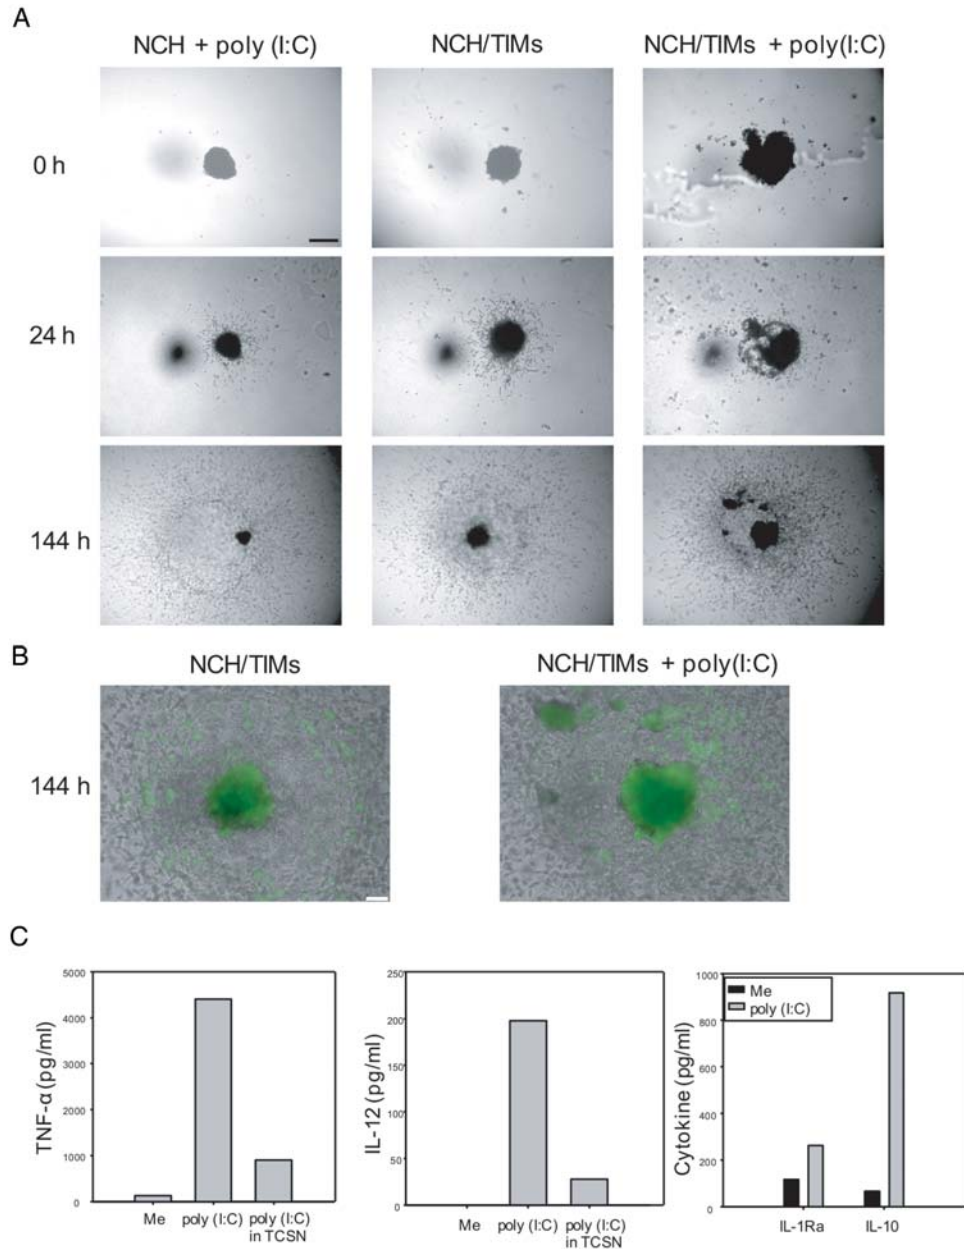 A
NCH + poly (I:C)
NCH/TIMs
NCH/TIMs + poly(I:C)
0 h
24 h
144 h
B
NCH/TIMs
NCH/TIMs + poly(I:C)
144 h
C
TNF-α (pg/ml)
5000
4000
3000
2000
1000
0
Me
poly (I:C)
poly (I:C)
in TCSN
IL-12 (pg/ml)
250
200
150
100
50
0
Me
poly (I:C)
poly (I:C)
in TCSN
Cytokine (pg/ml)
1000
800
600
400
200
0
Me
poly (I:C)
IL-1Ra
IL-10